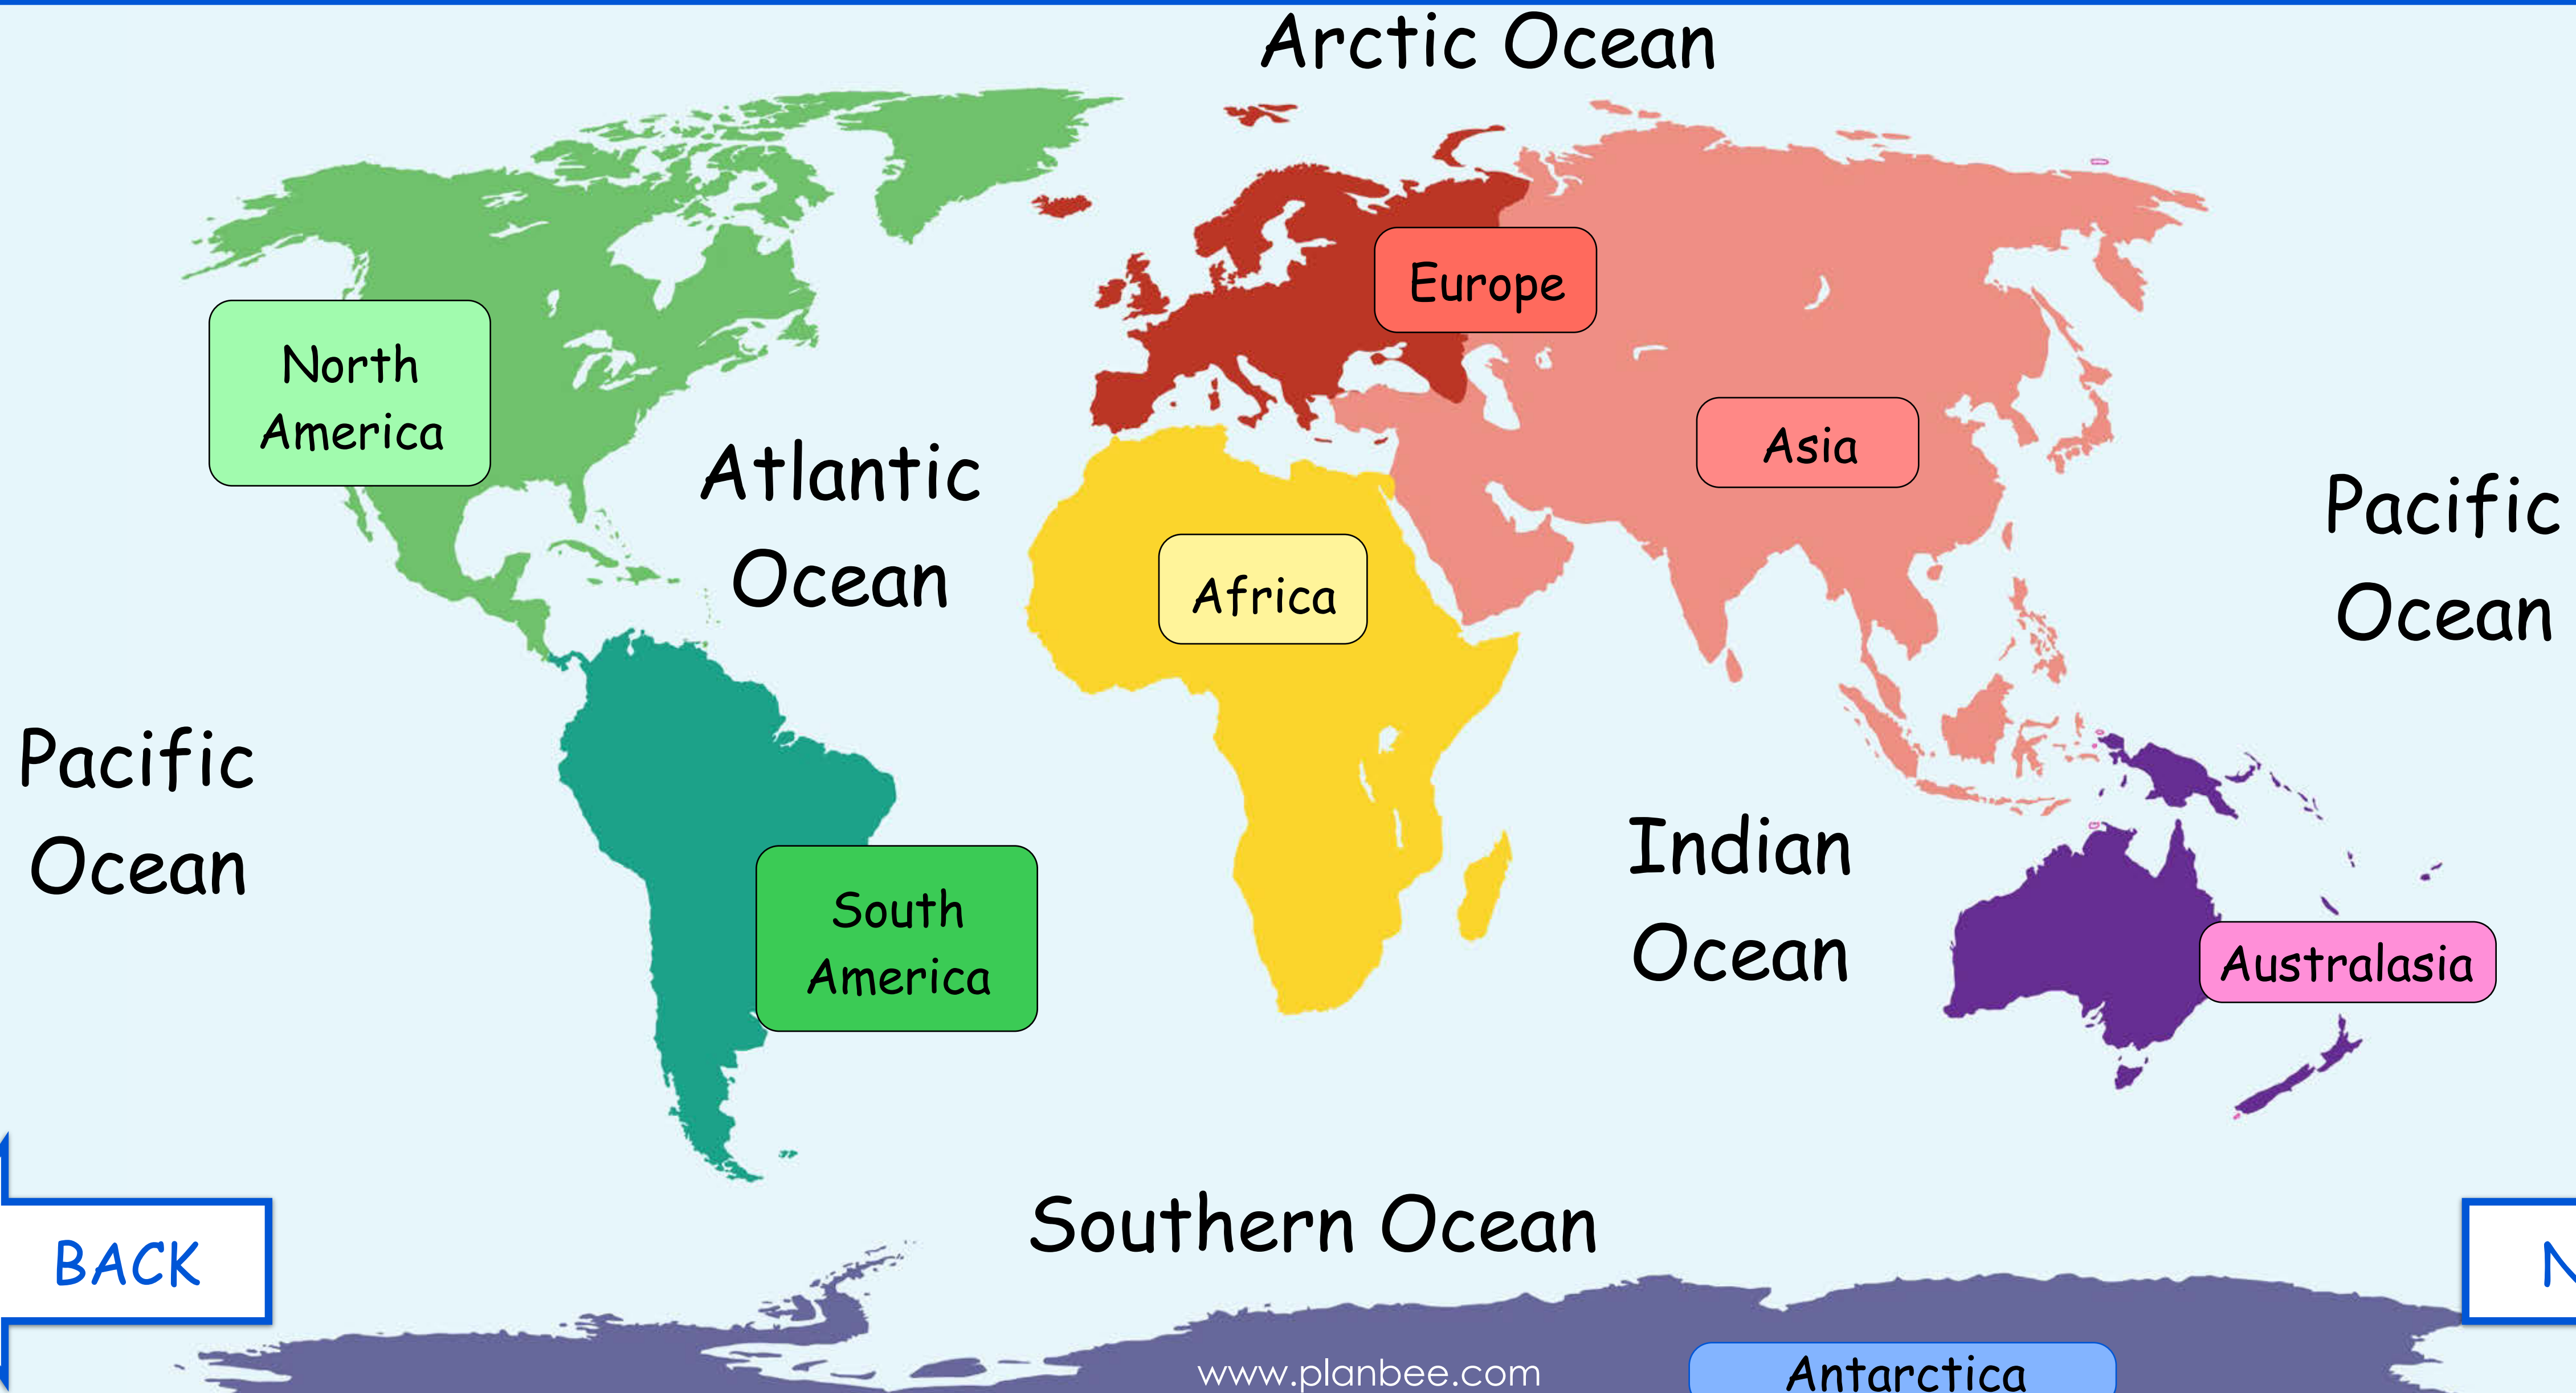 Arctic Ocean
Europe
North
America
Asia
Atlantic
Ocean
Pacific
Ocean
Africa
Pacific
Ocean
Indian
Ocean
South
America
Australasia
Southern Ocean
BACK
N
www.planbee.com
Antarctica